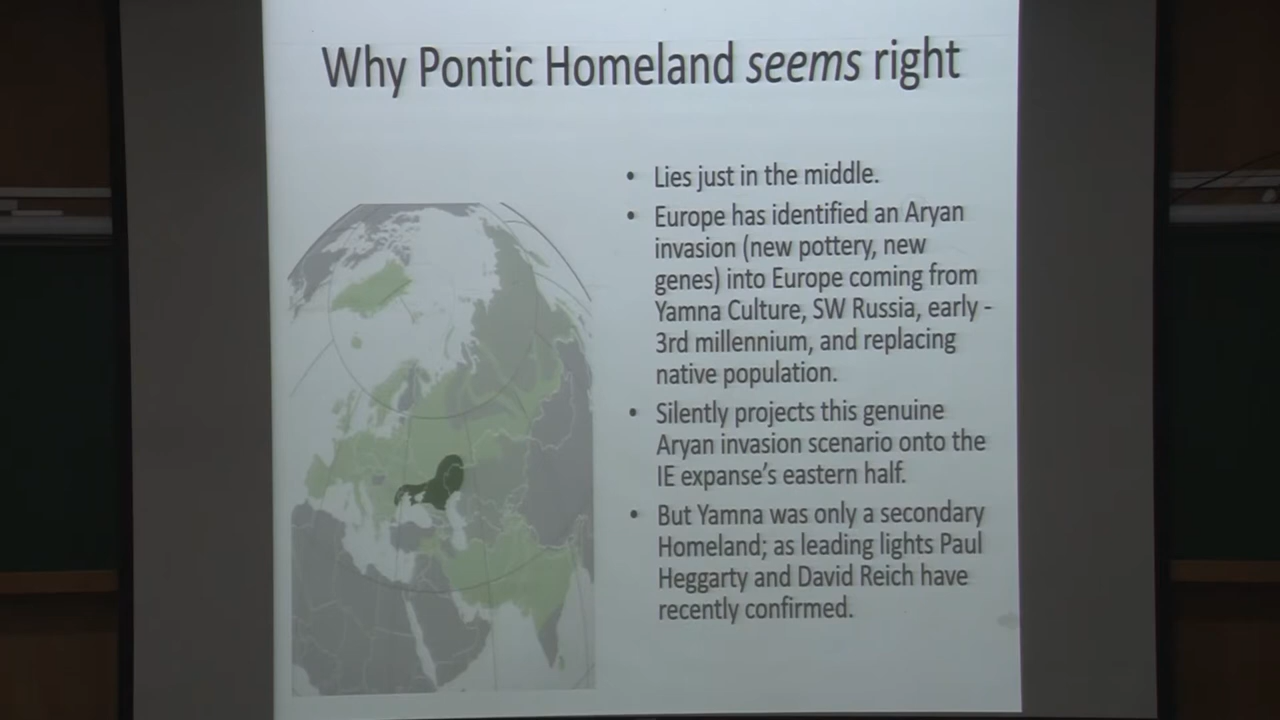 Why Pontic Homeland seems right
• Lies just in the middle.
• Europe has identified an Aryan
invasion (new pottery, new
genes) into Europe coming from
Yamna Culture, SW Russia, early -
3rd millennium, and replacing
native population.
• Silently projects this genuine
Aryan invasion scenario onto the
IE expanse's eastern half.
• But Yamna was only a secondary
Homeland; as leading lights Paul
Heggarty and David Reich have
recently confirmed.